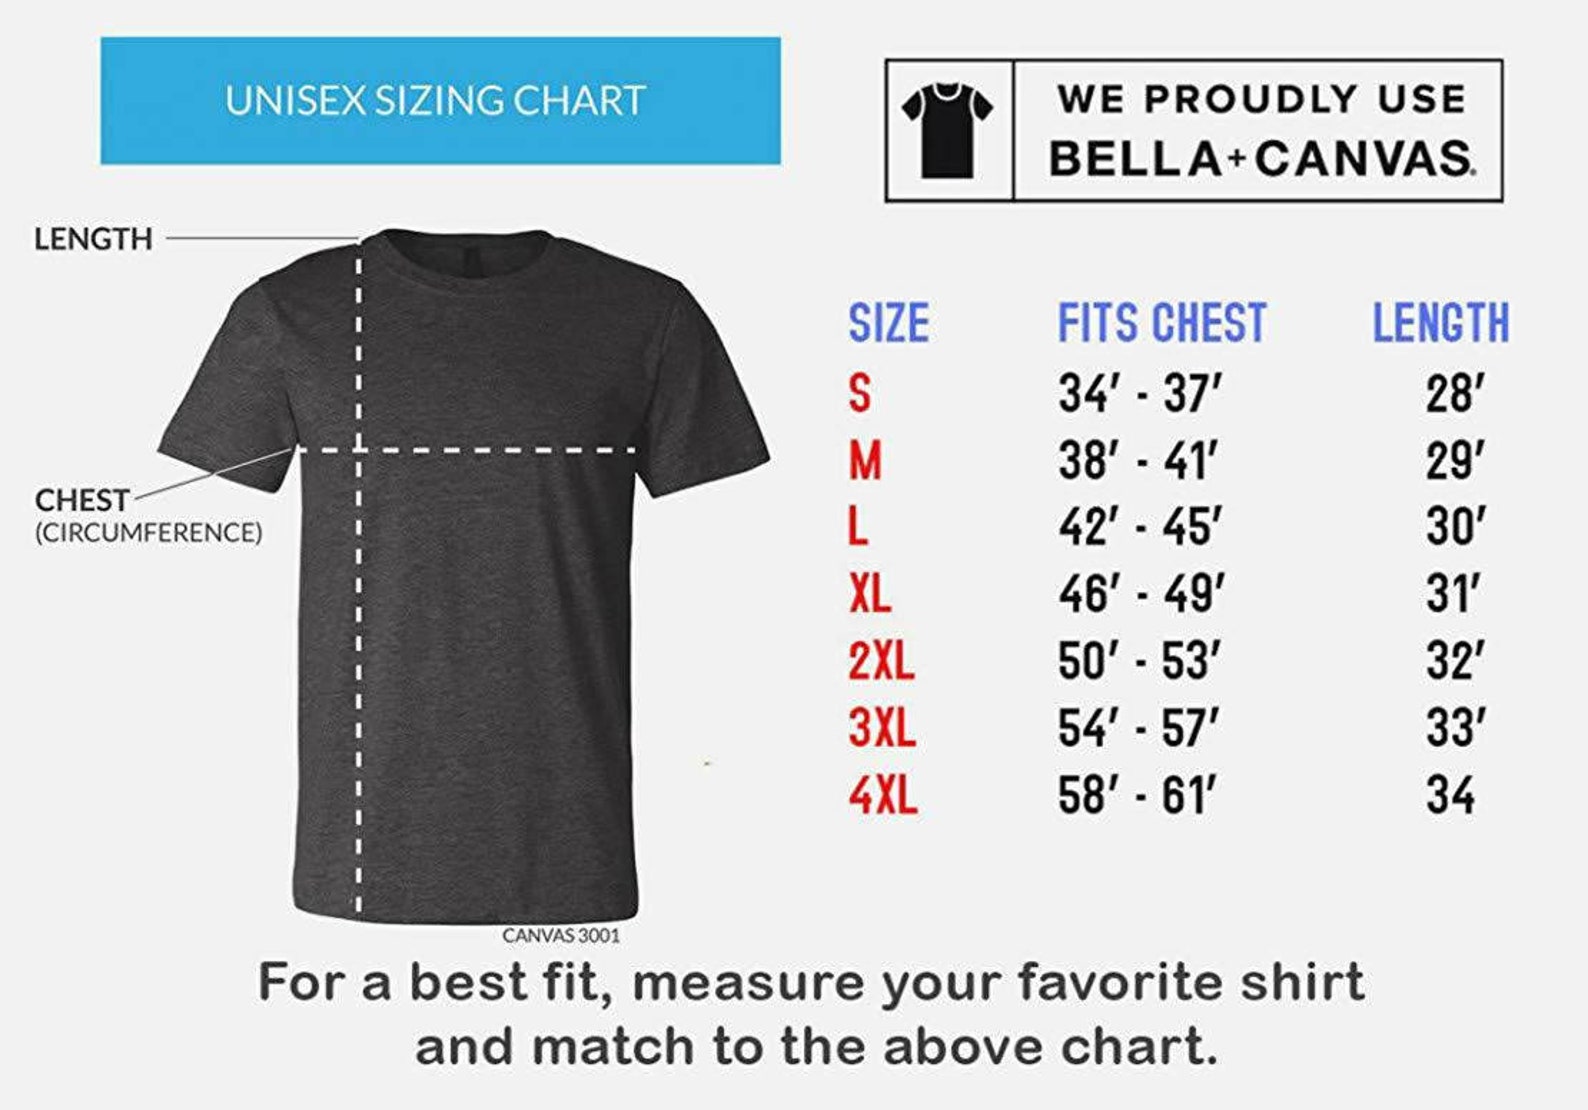 UNISEX SIZING CHART
WE PROUDLY USE
BELLA+CANVAS.
LENGTH
CHEST
(CIRCUMFERENCE)
CANVAS 3001
SIZE FITS CHEST LENGTH
S 34' - 37' 28'
M 38' - 41' 29'
L 42' - 45' 30'
XL 46' - 49' 31'
2XL 50' - 53' 32'
3XL 54' - 57' 33'
4XL 58' - 61' 34
For a best fit, measure your favorite shirt
and match to the above chart.